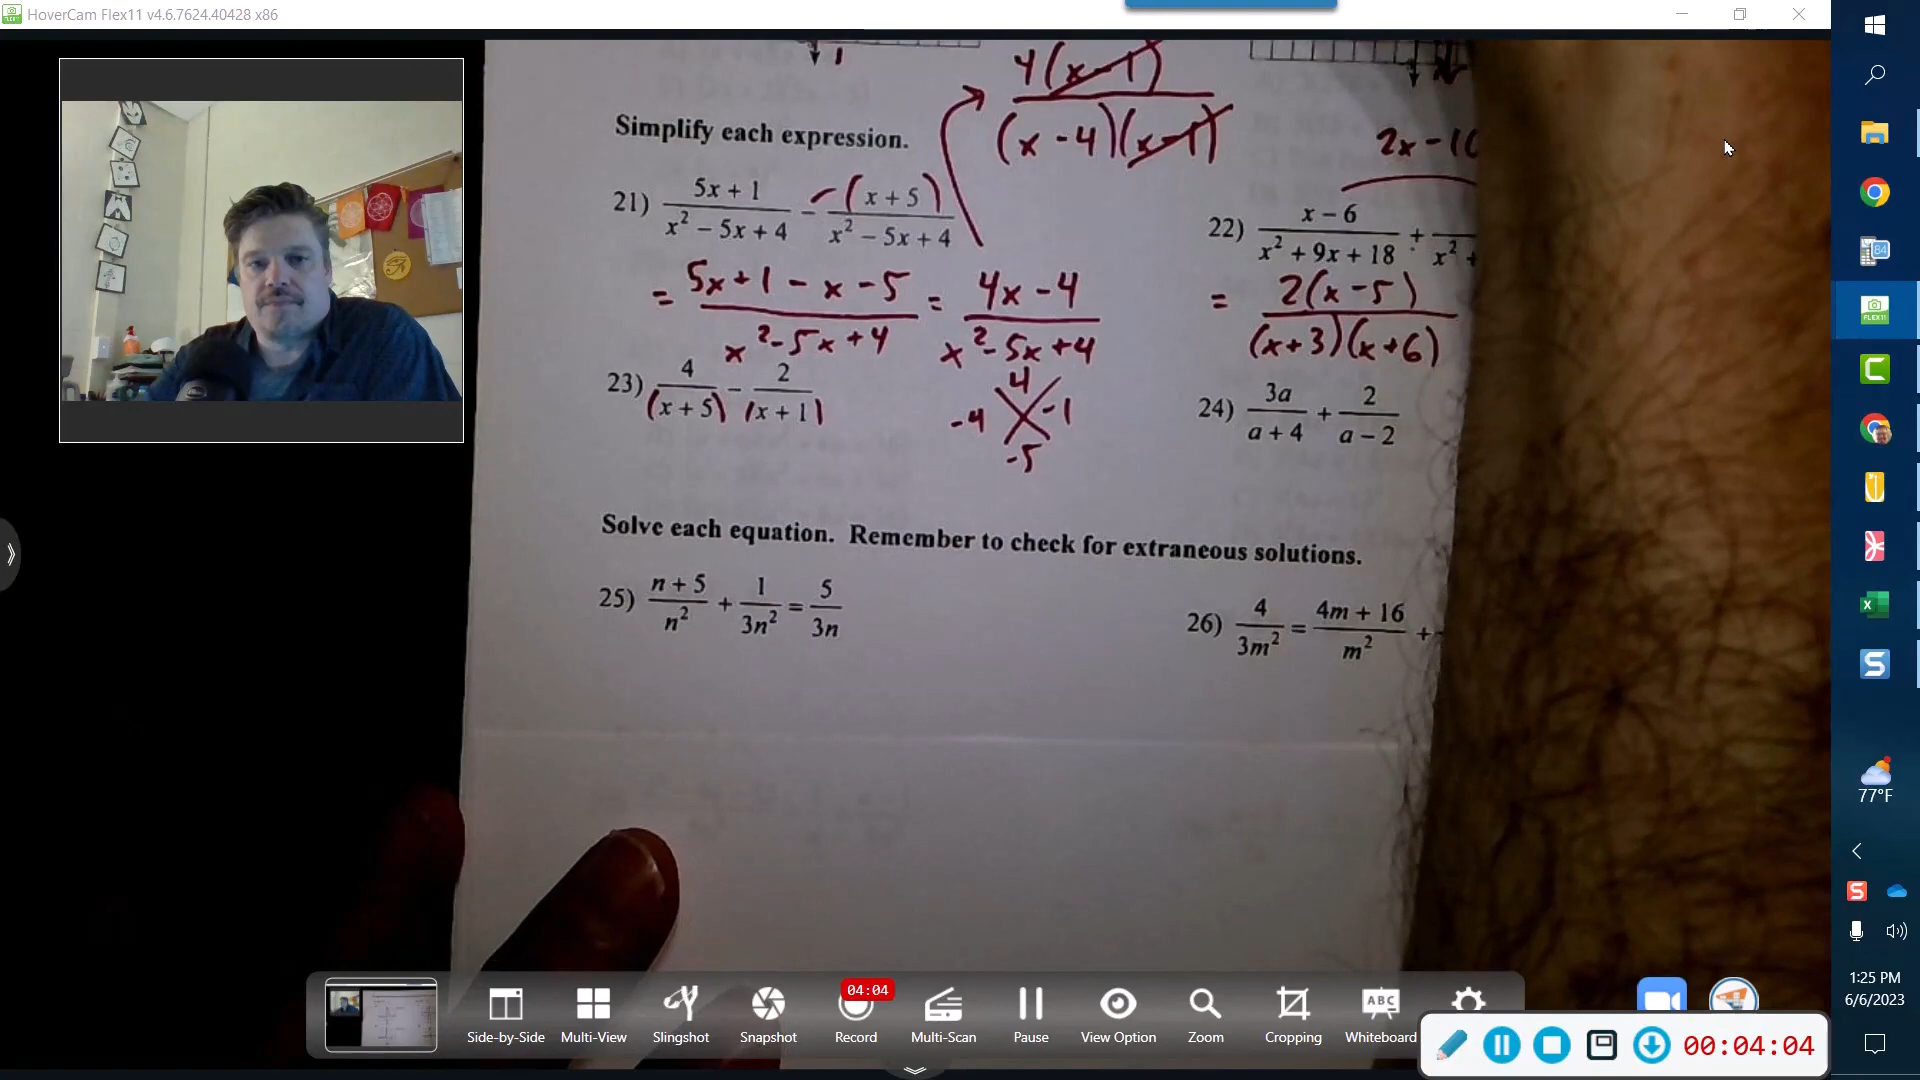 HoverCam Flex11 v4.6.7624.40428 x86
4(x-1)
(x-4)(x-1)
Simplify each expression.
2x-10
21) 5x + 1 / x² - 5x + 4 - (x + 5) / x² - 5x + 4
22) x - 6 / x² + 9x + 18 + / x² +
= 5x+1-x-5 / x²-5x+4 = 4x-4 / x²-5x+4
= 2(x-5) / (x+3)(x+6)
23) 4 / (x + 5) - 2 / (x + 1)
4
-4 -1
-5
24) 3a / a + 4 + 2 / a - 2
Solve each equation. Remember to check for extraneous solutions.
25) n + 5 / n² + 1 / 3n² = 5 / 3n
26) 4 / 3m² = 4m + 16 / m² +
84
FLEX11
77°F
1:25 PM
6/6/2023
04:04
ABC
Side-by-Side Multi-View Slingshot Snapshot Record Multi-Scan Pause View Option Zoom Cropping Whiteboard
00:04:04